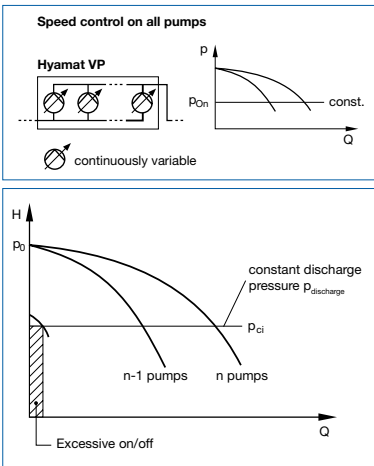 Speed control on all pumps
Hyamat VP
continuously variable
p
pOn
const.
Q
H
p0
constant discharge
pressure pdischarge
pci
n-1 pumps
n pumps
Q
Excessive on/off